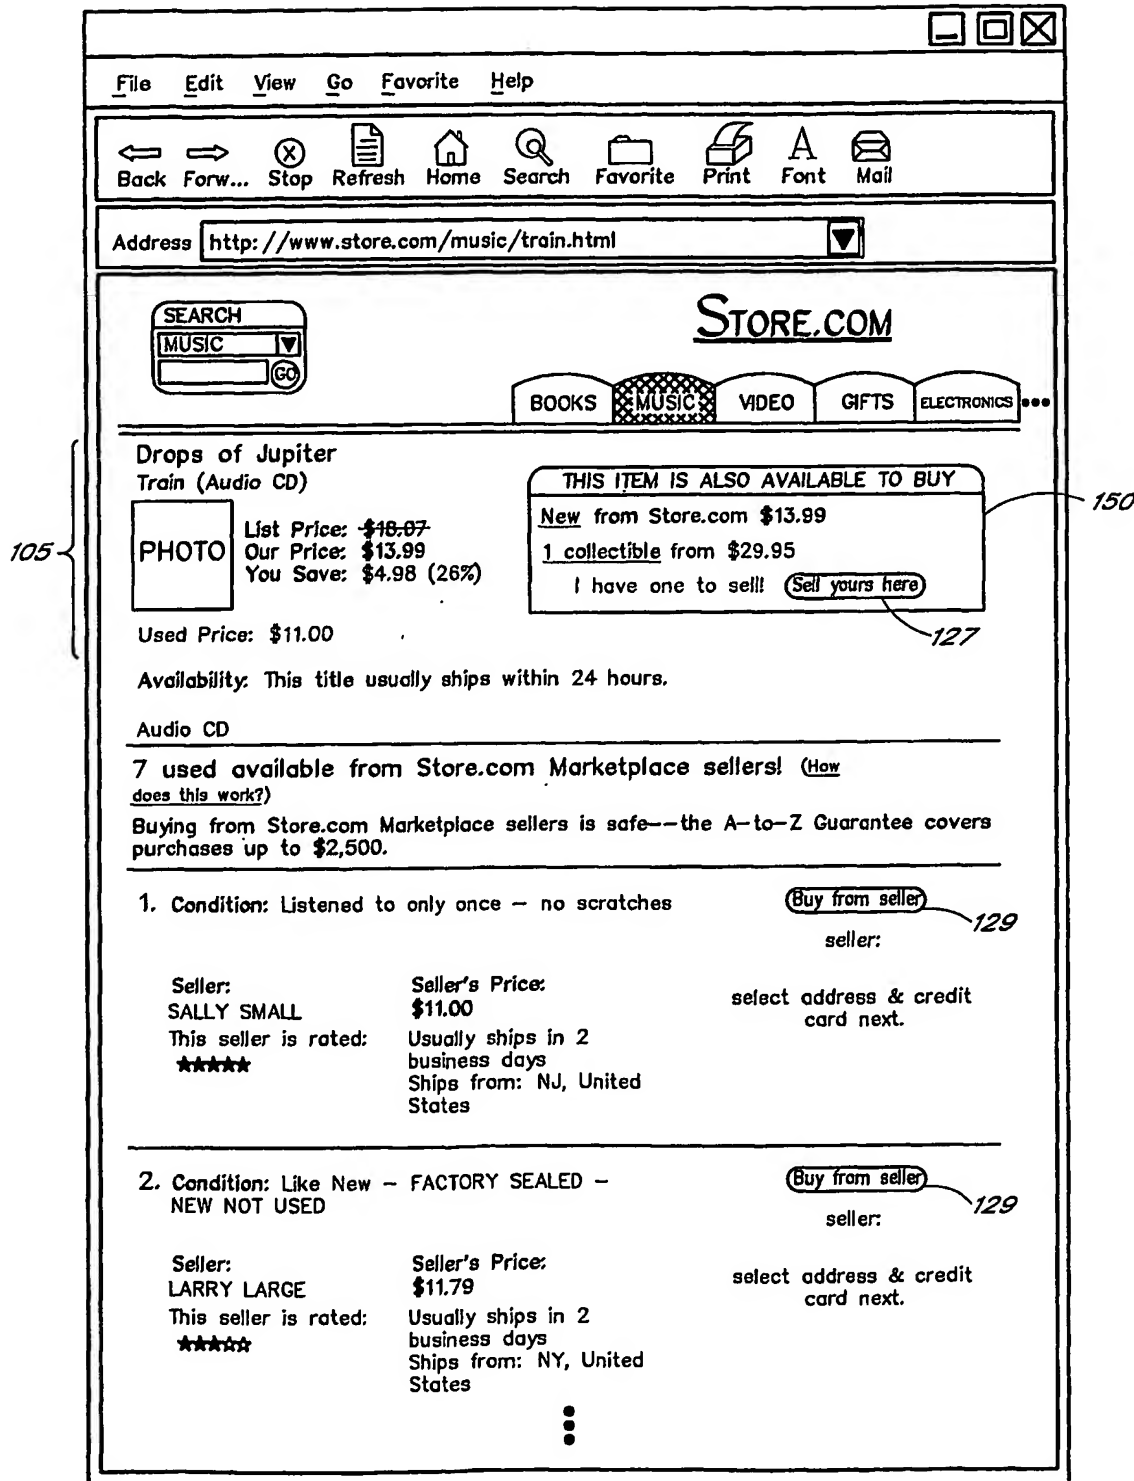 File Edit View Go Favorite Help
Back Forw... Stop Refresh Home Search Favorite Print Font Mail
Address http://www.store.com/music/train.html
SEARCH
MUSIC
GO
STORE.COM
BOOKS MUSIC VIDEO GIFTS ELECTRONICS
Drops of Jupiter
Train (Audio CD)
105
PHOTO
List Price:
Our Price: $13.99
You Save: $4.98 (26%)
Used Price: $11.00
THIS ITEM IS ALSO AVAILABLE TO BUY
New from Store.com $13.99
1 collectible from $29.95
I have one to sell! Sell yours here
150
127
Availability: This title usually ships within 24 hours.
Audio CD
7 used available from Store.com Marketplace sellers! (How
does this work?)
Buying from Store.com Marketplace sellers is safe--the A-to-Z Guarantee covers
purchases up to $2,500.
1. Condition: Listened to only once - no scratches
Buy from seller
129
seller:
Seller:
SALLY SMALL
This seller is rated:
★★★★★
Seller's Price:
$11.00
Usually ships in 2
business days
Ships from: NJ, United
States
select address & credit
card next.
2. Condition: Like New - FACTORY SEALED -
NEW NOT USED
Buy from seller
129
seller:
Seller:
LARRY LARGE
This seller is rated:
★★★☆☆
Seller's Price:
$11.79
Usually ships in 2
business days
Ships from: NY, United
States
select address & credit
card next.